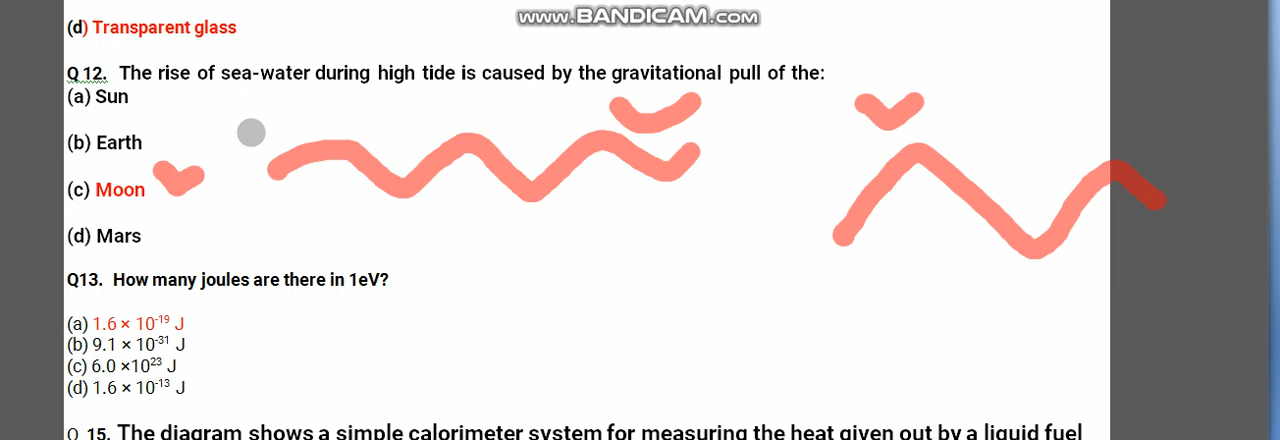 www.BANDICAM.com
(d) Transparent glass
Q 12. The rise of sea-water during high tide is caused by the gravitational pull of the:
(a) Sun
(b) Earth
(c) Moon
(d) Mars
Q13. How many joules are there in 1eV?
(a) 1.6 × 10⁻¹⁹ J
(b) 9.1 × 10⁻³¹ J
(c) 6.0 ×10²³ J
(d) 1.6 × 10⁻¹³ J
Q 15. The diagram shows a simple calorimeter system for measuring the heat given out by a liquid fuel